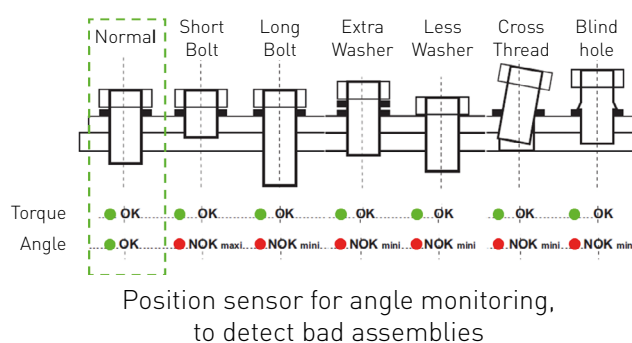 Normal
Short
Bolt
Long
Bolt
Extra
Washer
Less
Washer
Cross
Thread
Blind
hole
Torque OK OK OK OK OK OK OK
Angle OK NOK maxi NOK mini NOK mini NOK mini NOK mini NOK min
Position sensor for angle monitoring,
to detect bad assemblies